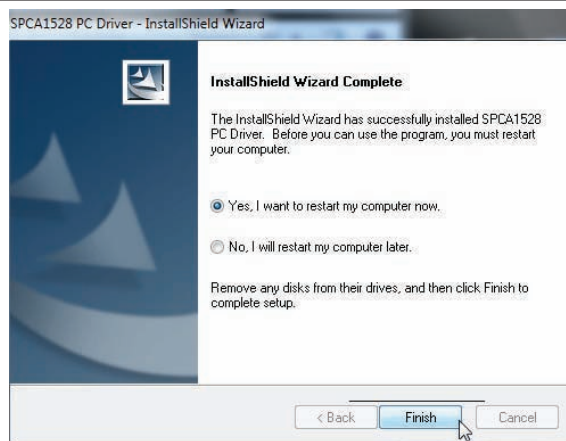 SPCA1528 PC Driver - InstallShield Wizard
InstallShield Wizard Complete
The InstallShield Wizard has successfully installed SPCA1528
PC Driver. Before you can use the program, you must restart
your computer.
Yes, I want to restart my computer now.
No, I will restart my computer later.
Remove any disks from their drives, and then click Finish to
complete setup.
< Back Finish Cancel